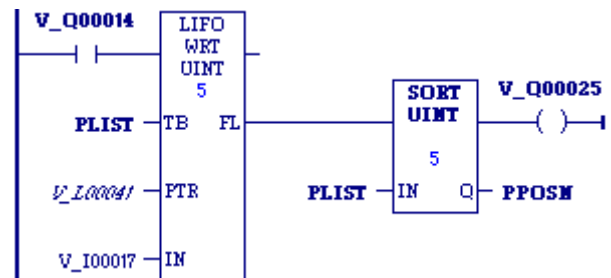 V_Q00014
LIFO
WRT
UINT
5
PLIST TB FL
V_L00041 PTR
V_I00017 IN
SORT
UINT
5
V_Q00025
PLIST IN Q PPOSN